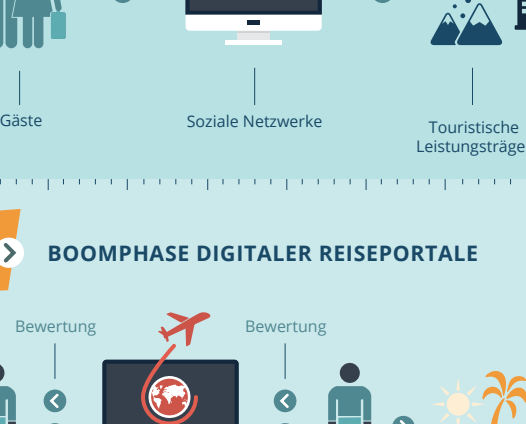 Gäste
Soziale Netzwerke
Touristische
Leistungsträge
BOOMPHASE DIGITALER REISEPORTALE
Bewertung
Bewertung